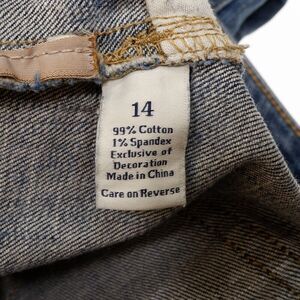 14
99% Cotton
1% Spandex
Exclusive of
Decoration
Made in China
Care on Reverse